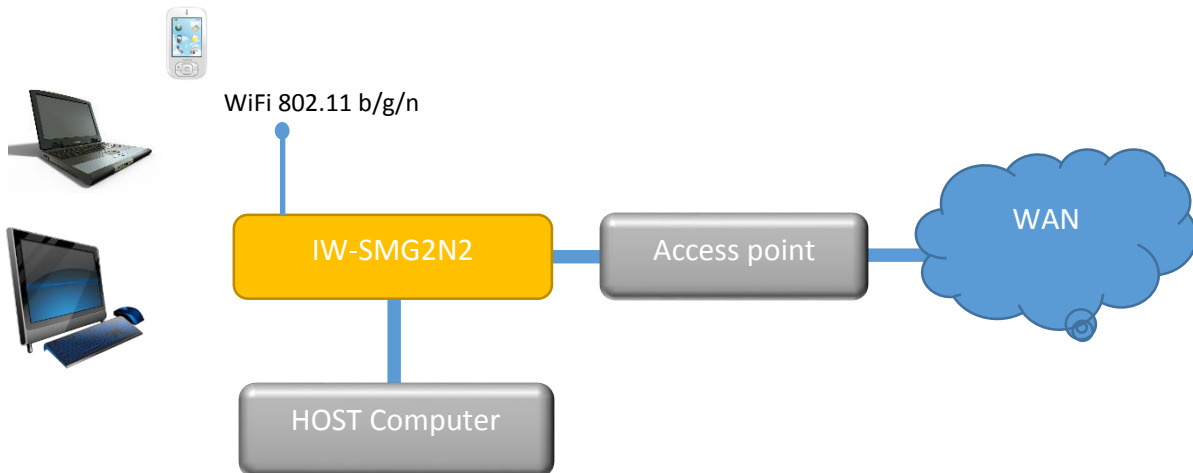 WiFi 802.11 b/g/n
WAN
IW-SMG2N2
Access point
HOST Computer